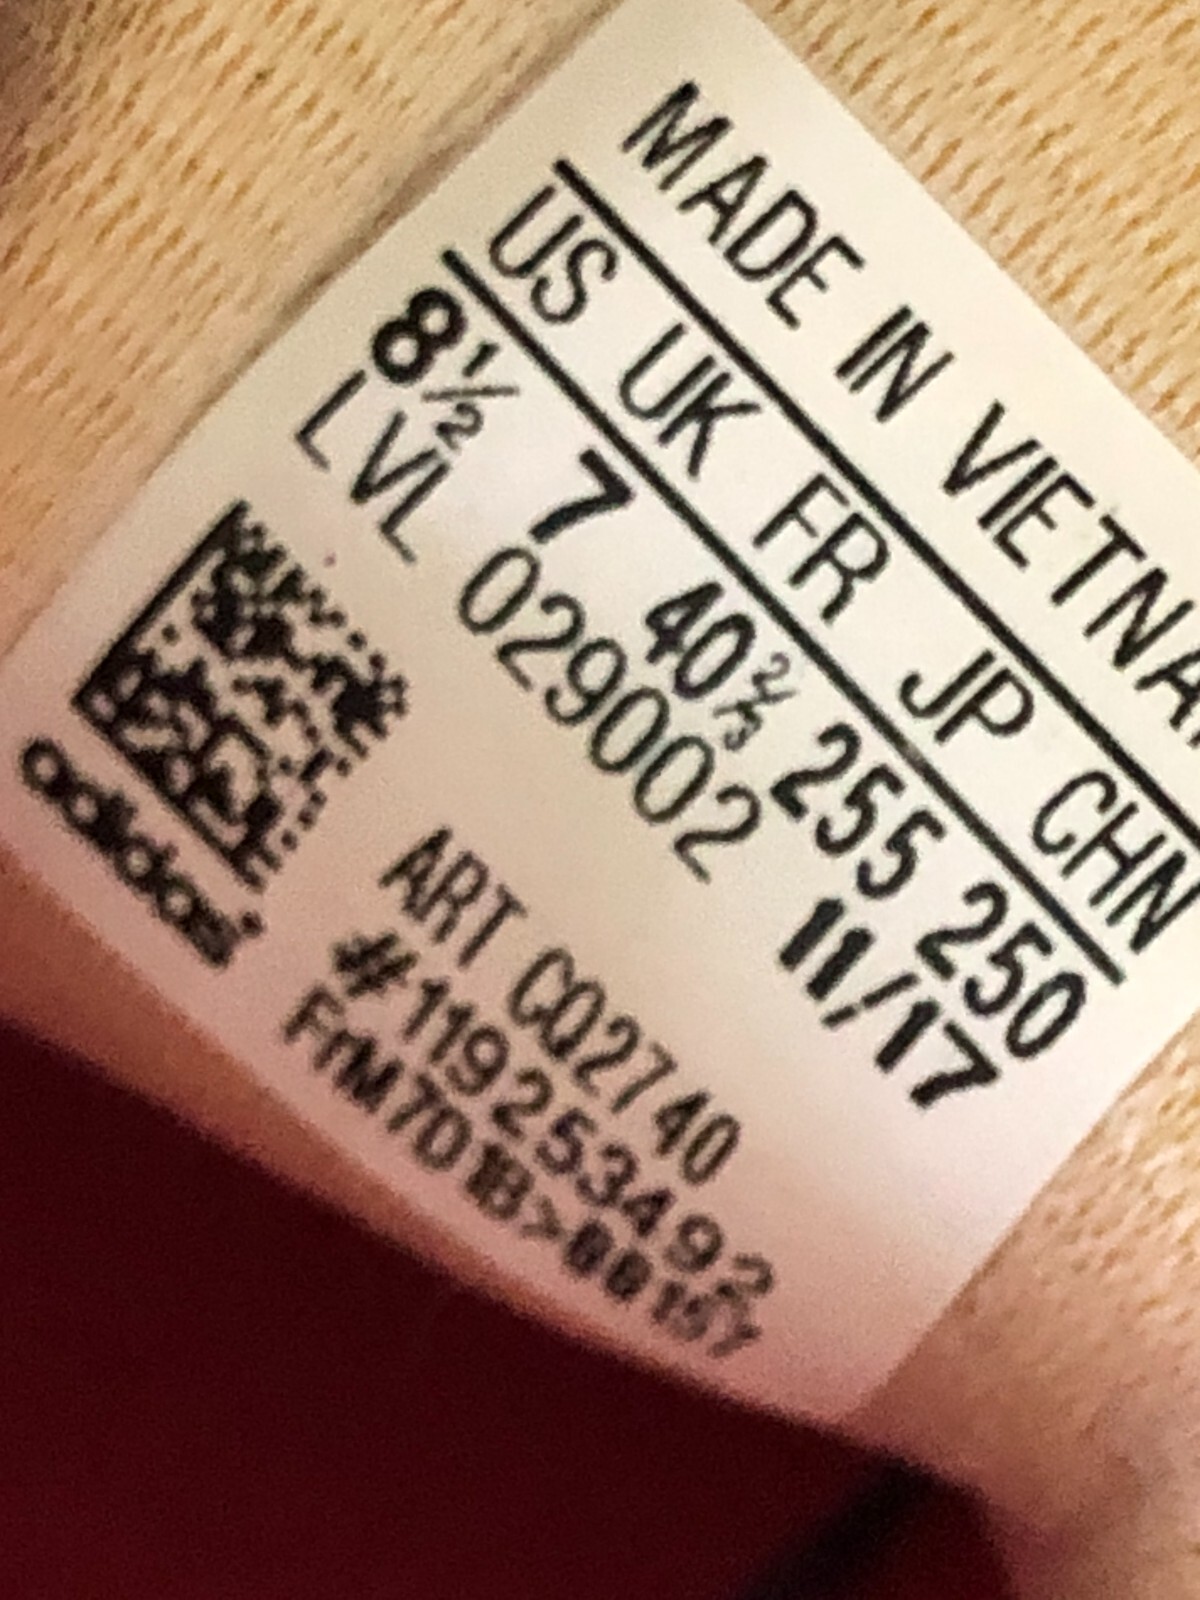 MADE IN VIETNA
US UK FR JP CHN
8½ 7 40⅔ 255 250
LVL 029002 11/17
ART CQ2740
#119253492
adidas